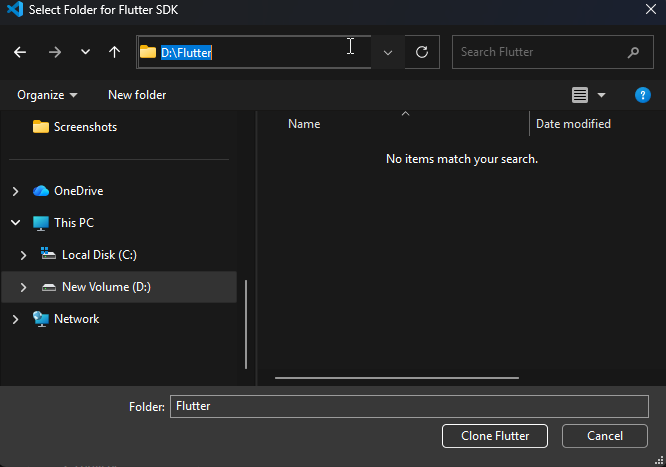 Select Folder for Flutter SDK
D:\Flutter
Search Flutter
Organize
New folder
Screenshots
Name
Date modified
No items match your search.
OneDrive
This PC
Local Disk (C:)
New Volume (D:)
Network
Folder:
Flutter
Clone Flutter
Cancel